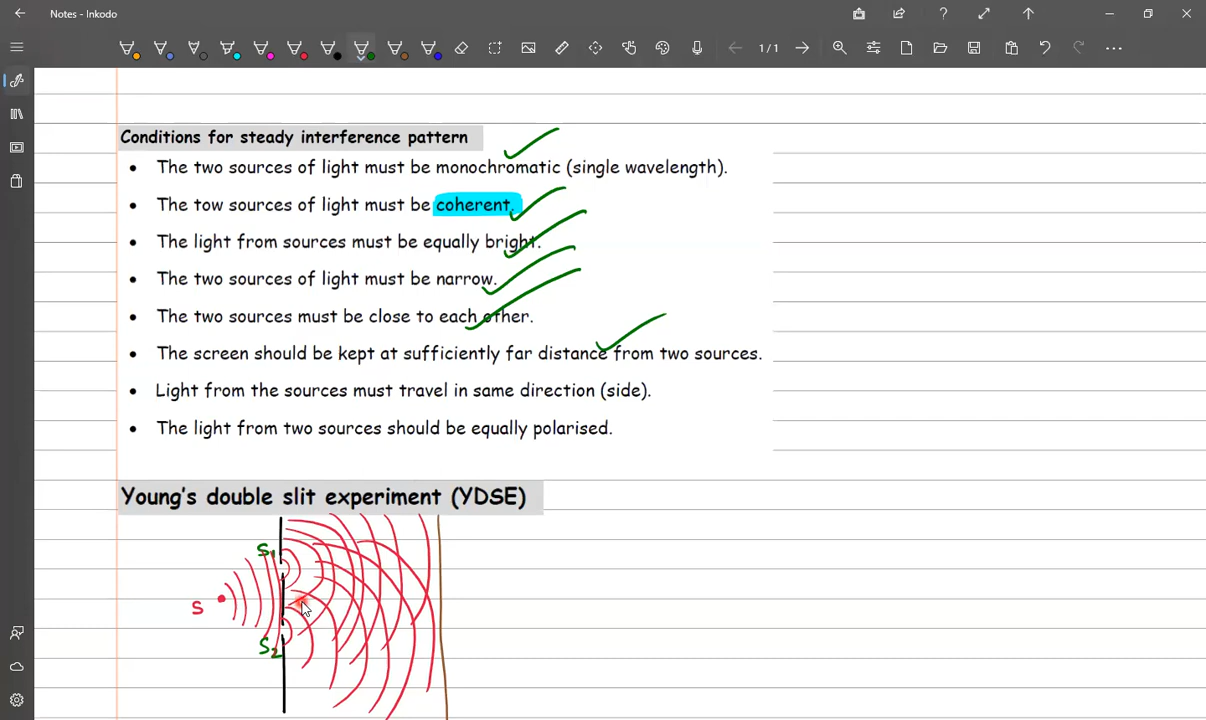 Notes - Inkodo
1/1
Conditions for steady interference pattern
• The two sources of light must be monochromatic (single wavelength).
• The tow sources of light must be coherent.
• The light from sources must be equally bright.
• The two sources of light must be narrow.
• The two sources must be close to each other.
• The screen should be kept at sufficiently far distance from two sources.
• Light from the sources must travel in same direction (side).
• The light from two sources should be equally polarised.
Young's double slit experiment (YDSE)
S1
S
S2